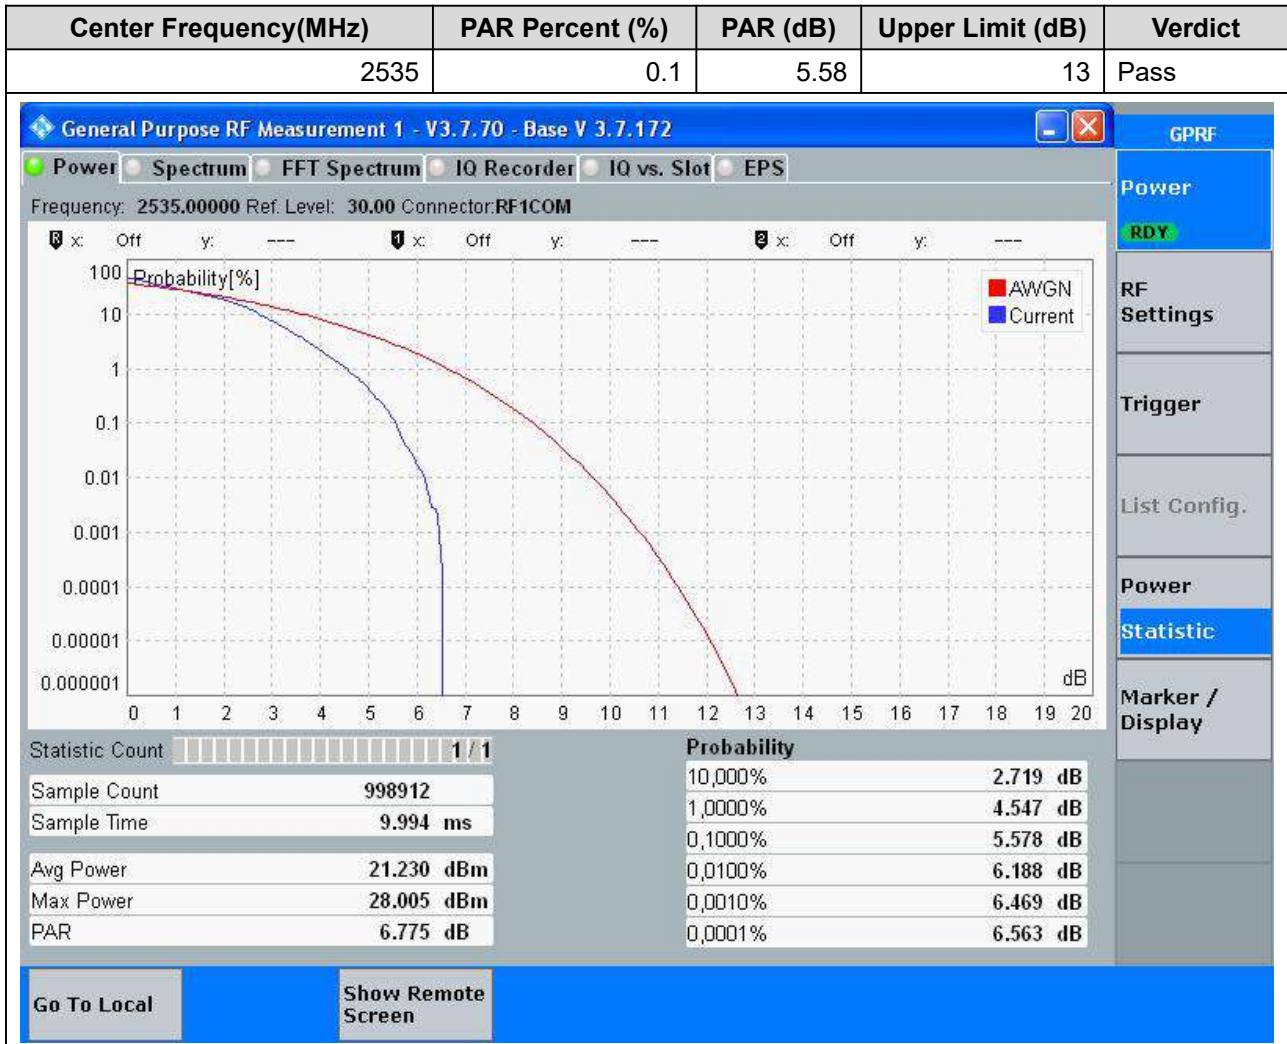 Center Frequency(MHz) PAR Percent (%) PAR (dB) Upper Limit (dB) Verdict
2535 0.1 5.58 13 Pass
General Purpose RF Measurement 1 - V3.7.70 - Base V 3.7.172
GPRF
Power Spectrum FFT Spectrum IQ Recorder IQ vs. Slot EPS
Power
RDY
Frequency: 2535.00000 Ref. Level: 30.00 Connector:RF1COM
R x: Off y: --- 1 x: Off y: --- 2 x: Off y: ---
Probability[%]
AWGN
Current
100
10
1
0.1
0.01
0.001
0.0001
0.00001
0.000001
dB
0 1 2 3 4 5 6 7 8 9 10 11 12 13 14 15 16 17 18 19 20
RF
Settings
Trigger
List Config.
Power
Statistic
Marker /
Display
Statistic Count 1 / 1
Sample Count 998912
Sample Time 9.994 ms
Avg Power 21.230 dBm
Max Power 28.005 dBm
PAR 6.775 dB
Probability
10,000% 2.719 dB
1,0000% 4.547 dB
0,1000% 5.578 dB
0,0100% 6.188 dB
0,0010% 6.469 dB
0,0001% 6.563 dB
Go To Local
Show Remote
Screen